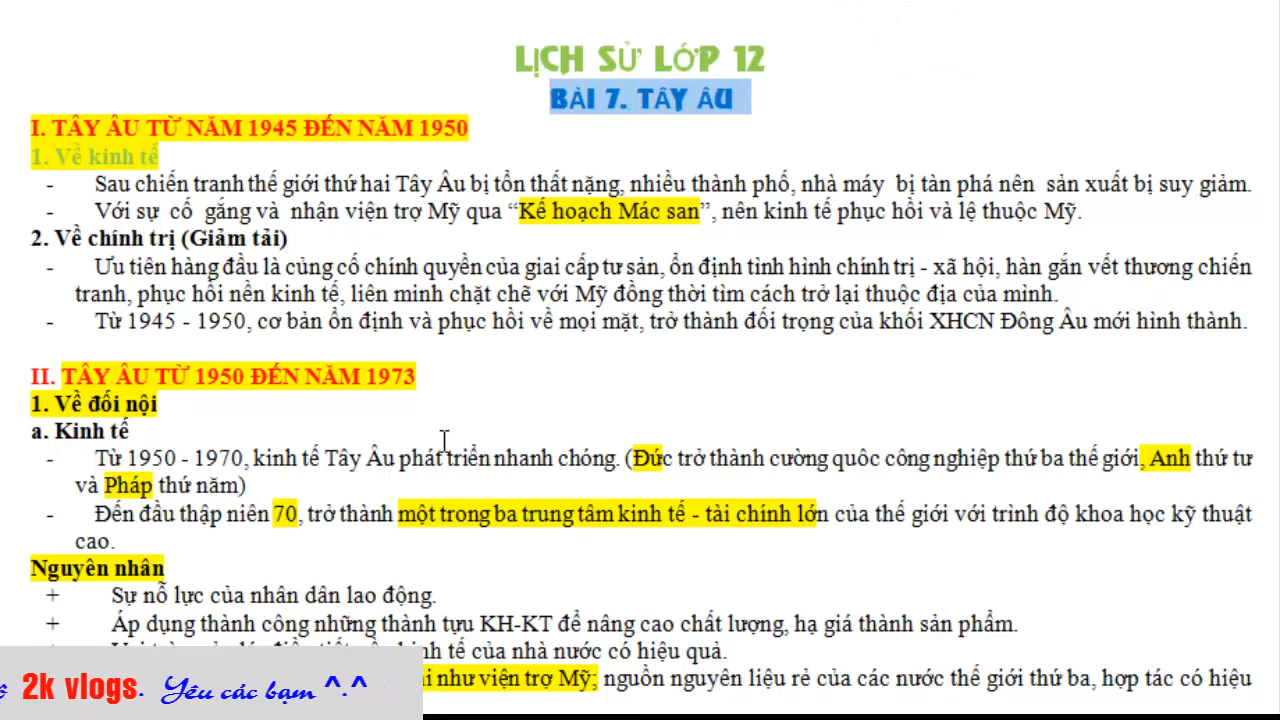 LỊCH SỬ LỚP 12
BÀI 7. TÂY ÂU
I. TÂY ÂU TỪ NĂM 1945 ĐẾN NĂM 1950
1. Về kinh tế
- Sau chiến tranh thế giới thứ hai Tây Âu bị tổn thất nặng, nhiều thành phố, nhà máy bị tàn phá nên sản xuất bị suy giảm.
- Với sự cố gắng và nhận viện trợ Mỹ qua “Kế hoạch Mác san”, nên kinh tế phục hồi và lệ thuộc Mỹ.
2. Về chính trị (Giảm tải)
- Ưu tiên hàng đầu là củng cố chính quyền của giai cấp tư sản, ổn định tình hình chính trị - xã hội, hàn gắn vết thương chiến
tranh, phục hồi nền kinh tế, liên minh chặt chẽ với Mỹ đồng thời tìm cách trở lại thuộc địa của mình.
- Từ 1945 - 1950, cơ bản ổn định và phục hồi về mọi mặt, trở thành đối trọng của khối XHCN Đông Âu mới hình thành.
II. TÂY ÂU TỪ 1950 ĐẾN NĂM 1973
1. Về đối nội
a. Kinh tế
- Từ 1950 - 1970, kinh tế Tây Âu phát triển nhanh chóng. (Đức trở thành cường quôc công nghiệp thứ ba thế giới, Anh thứ tư
và Pháp thứ năm)
- Đến đầu thập niên 70, trở thành một trong ba trung tâm kinh tế - tài chính lớn của thế giới với trình độ khoa học kỹ thuật
cao.
Nguyên nhân
+ Sự nỗ lực của nhân dân lao động.
+ Áp dụng thành công những thành tựu KH-KT để nâng cao chất lượng, hạ giá thành sản phẩm.
kinh tế của nhà nước có hiệu quả.
như viện trợ Mỹ; nguồn nguyên liệu rẻ của các nước thế giới thứ ba, hợp tác có hiệu
2k vlogs. Yêu các bạm ^.^